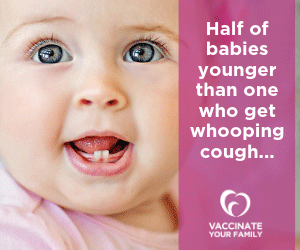 Half of
babies
younger
than one
who get
whooping
cough...
VACCINATE
YOUR FAMILY